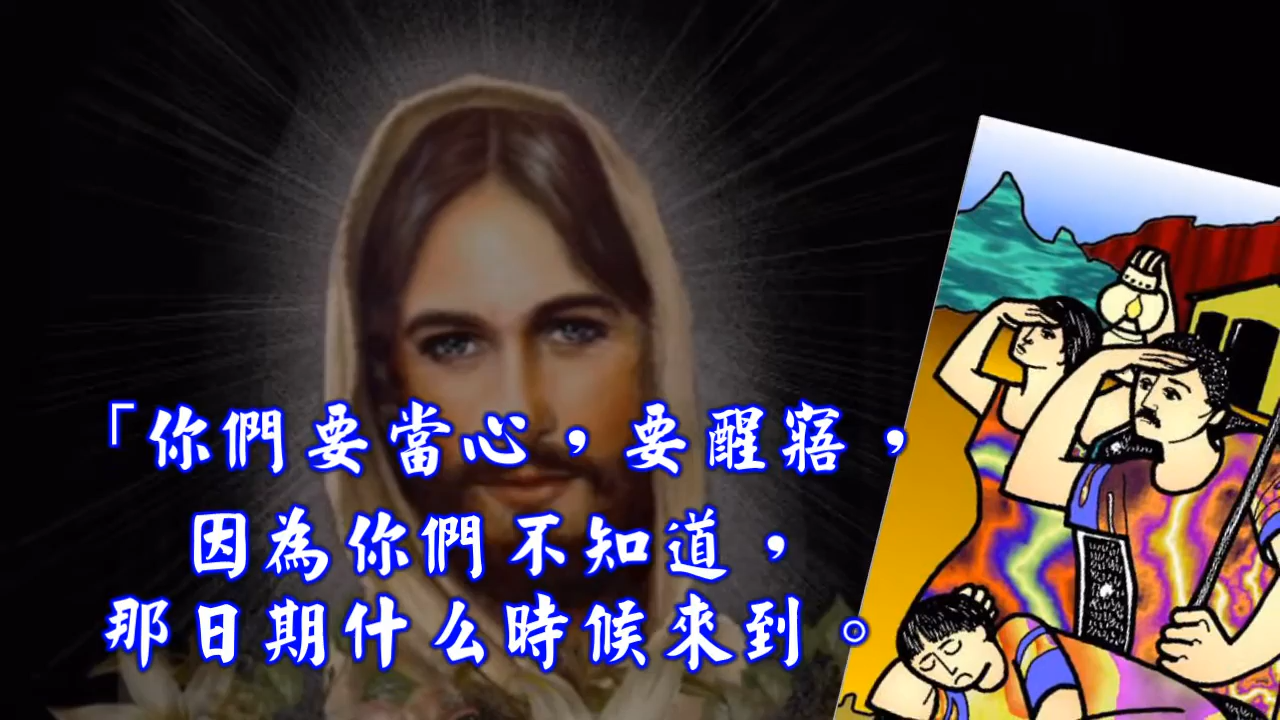 「你們要當心,要醒寤,
因為你們不知道,
那日期什么時候來到。